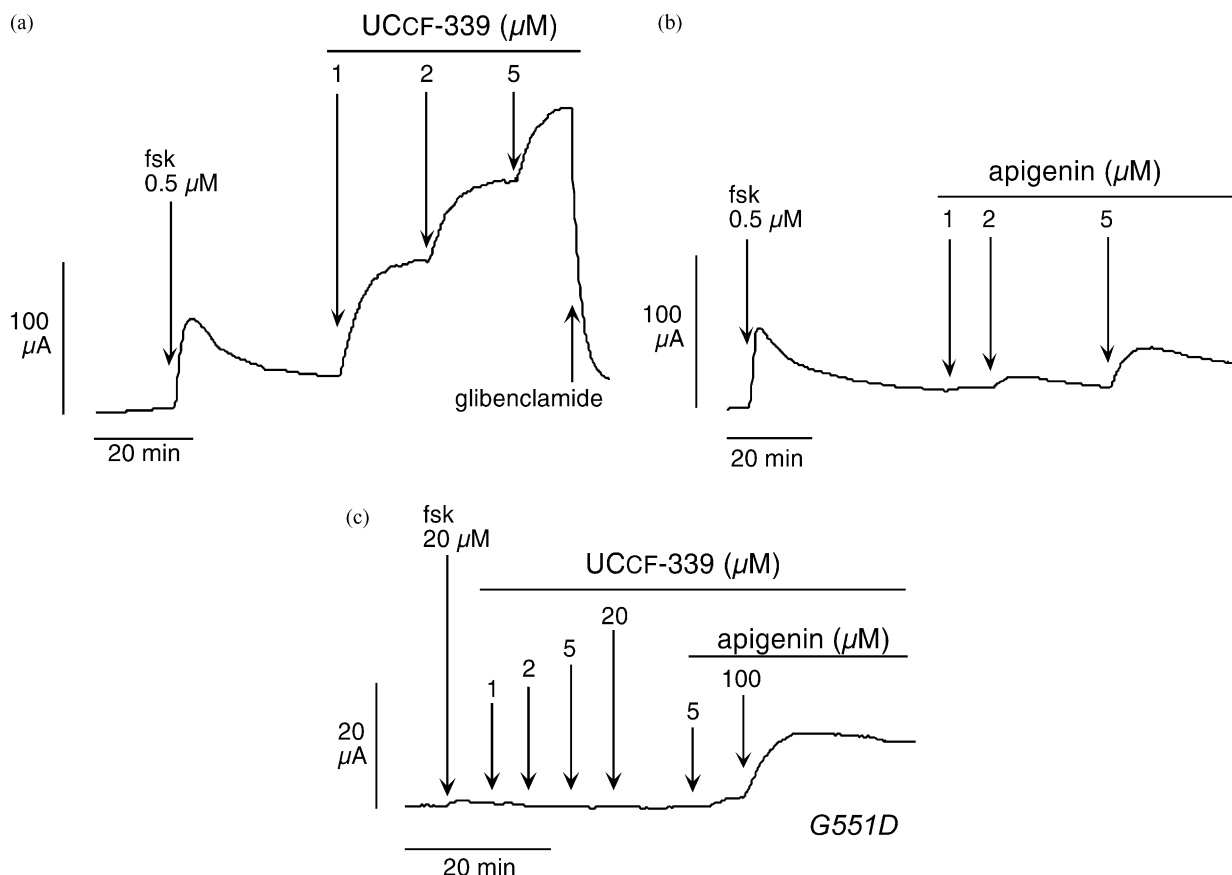 (a)
UCCF-339 (µM)
1 2 5
fsk
0.5 µM
100
µA
glibenclamide
20 min
(b)
apigenin (µM)
fsk
0.5 µM
1 2 5
100
µA
20 min
(c)
fsk
20 µM
UCCF-339 (µM)
20
apigenin (µM)
5
2
1
100
5
20
µA
G551D
20 min